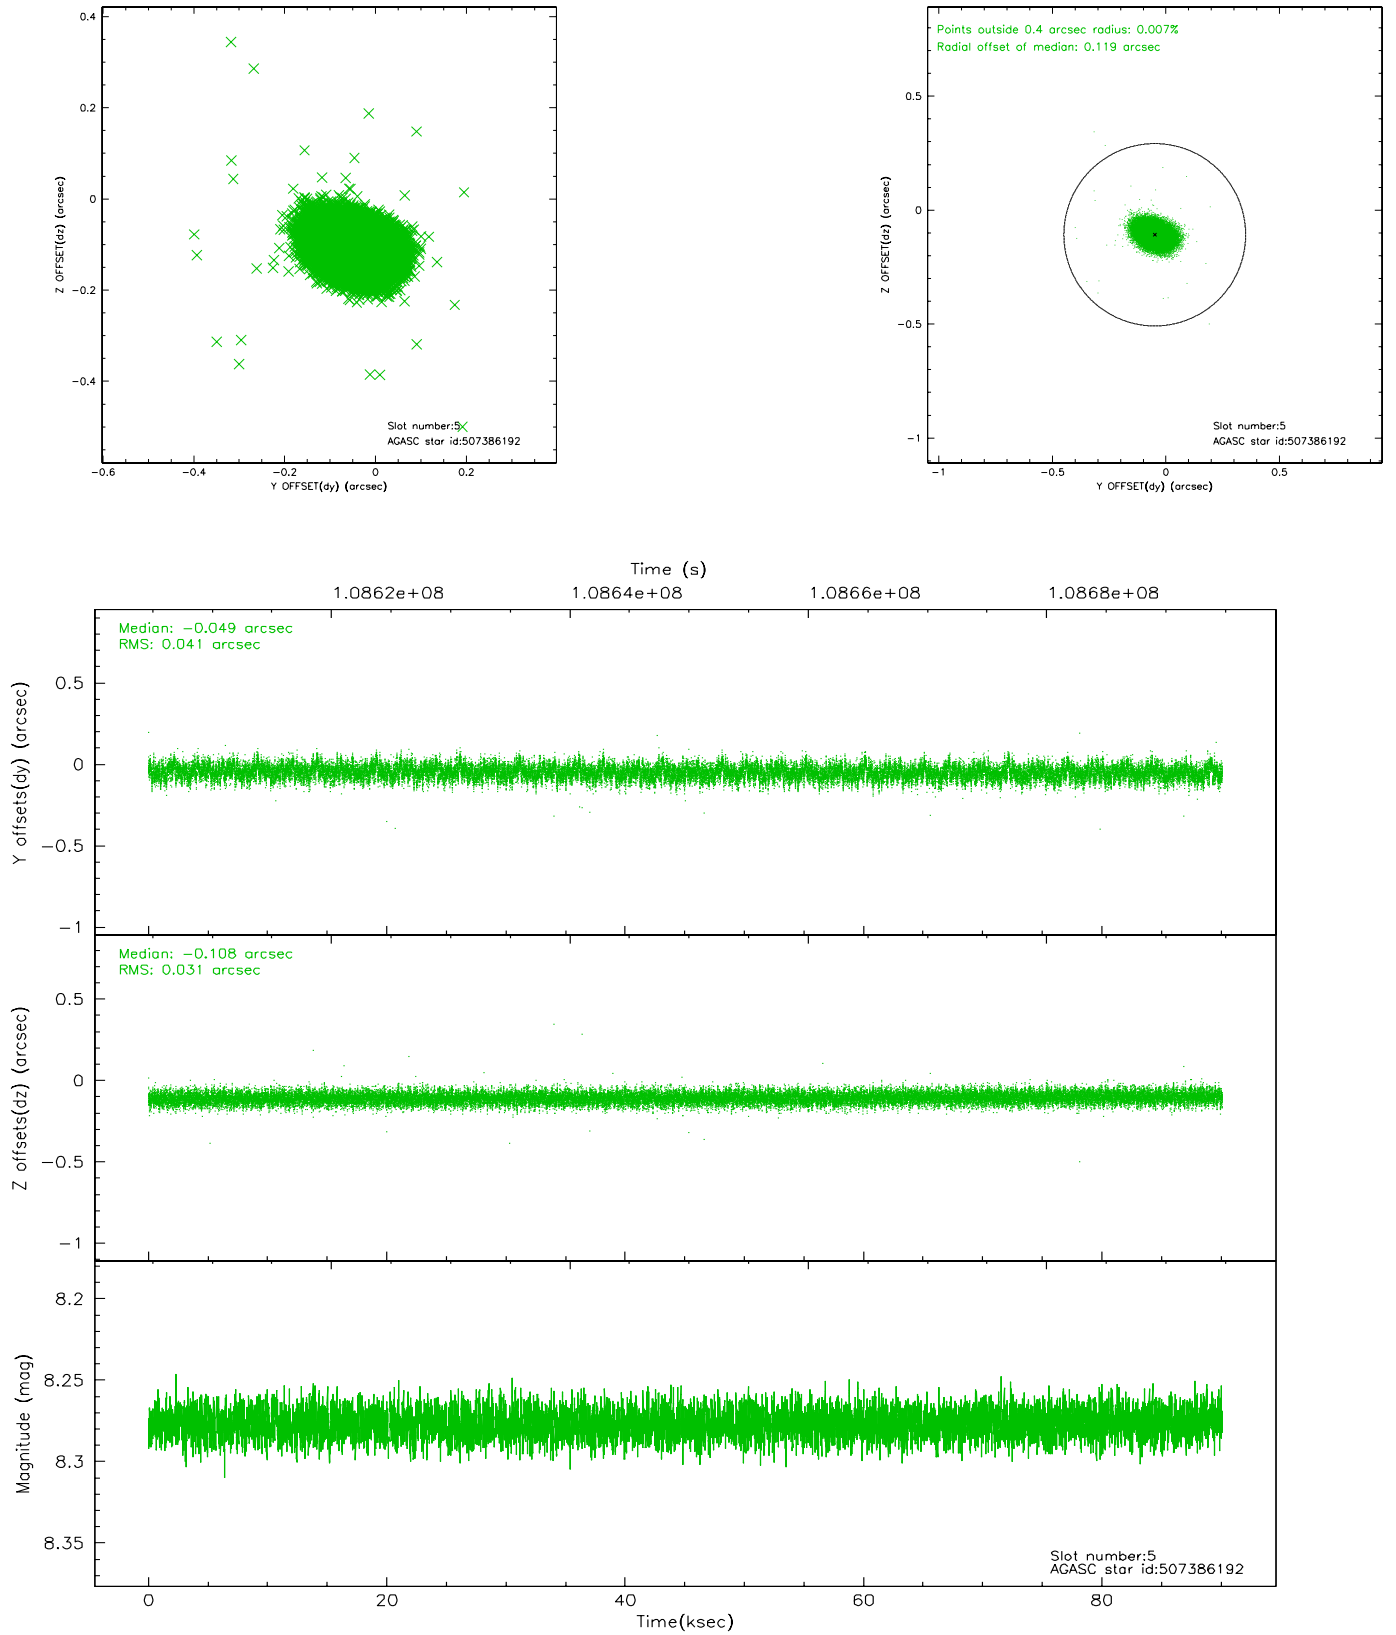 0.4
0.2
0
−0.2
−0.4
Z OFFSET(dz) (arcsec)
Slot number:5
AGASC star id:507386192
−0.6
−0.4
−0.2
0
0.2
Y OFFSET(dy) (arcsec)
Points outside 0.4 arcsec radius: 0.007%
Radial offset of median: 0.119 arcsec
0.5
0
−0.5
−1
Z OFFSET(dz) (arcsec)
Slot number:5
AGASC star id:507386192
−1
−0.5
0
0.5
Y OFFSET(dy) (arcsec)
Time (s)
1.0862e+08
1.0864e+08
1.0866e+08
1.0868e+08
Median: −0.049 arcsec
RMS: 0.041 arcsec
0.5
0
−0.5
−1
Y offsets(dy) (arcsec)
Median: −0.108 arcsec
RMS: 0.031 arcsec
0.5
0
−0.5
−1
Z offsets(dz) (arcsec)
8.2
8.25
8.3
8.35
Magnitude (mag)
Slot number:5
AGASC star id:507386192
0
20
40
60
80
Time(ksec)